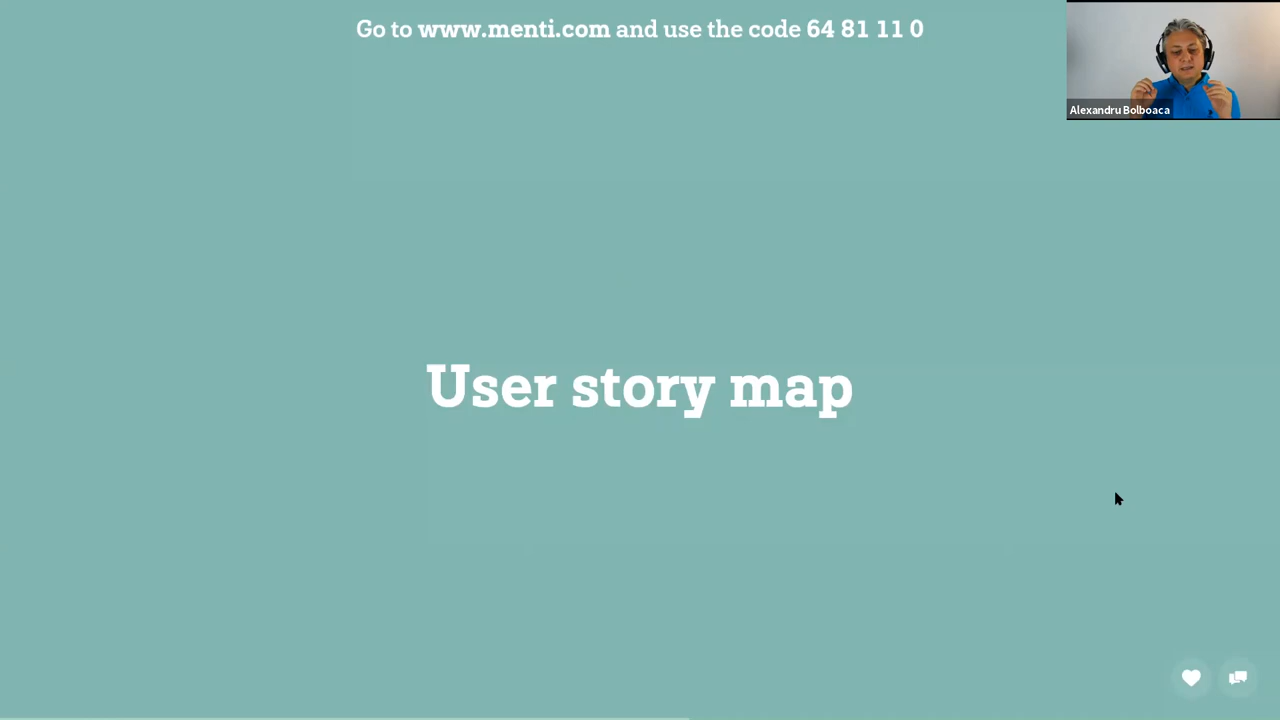 Go to www.menti.com and use the code 64 81 11 0
Alexandru Bolboaca
User story map